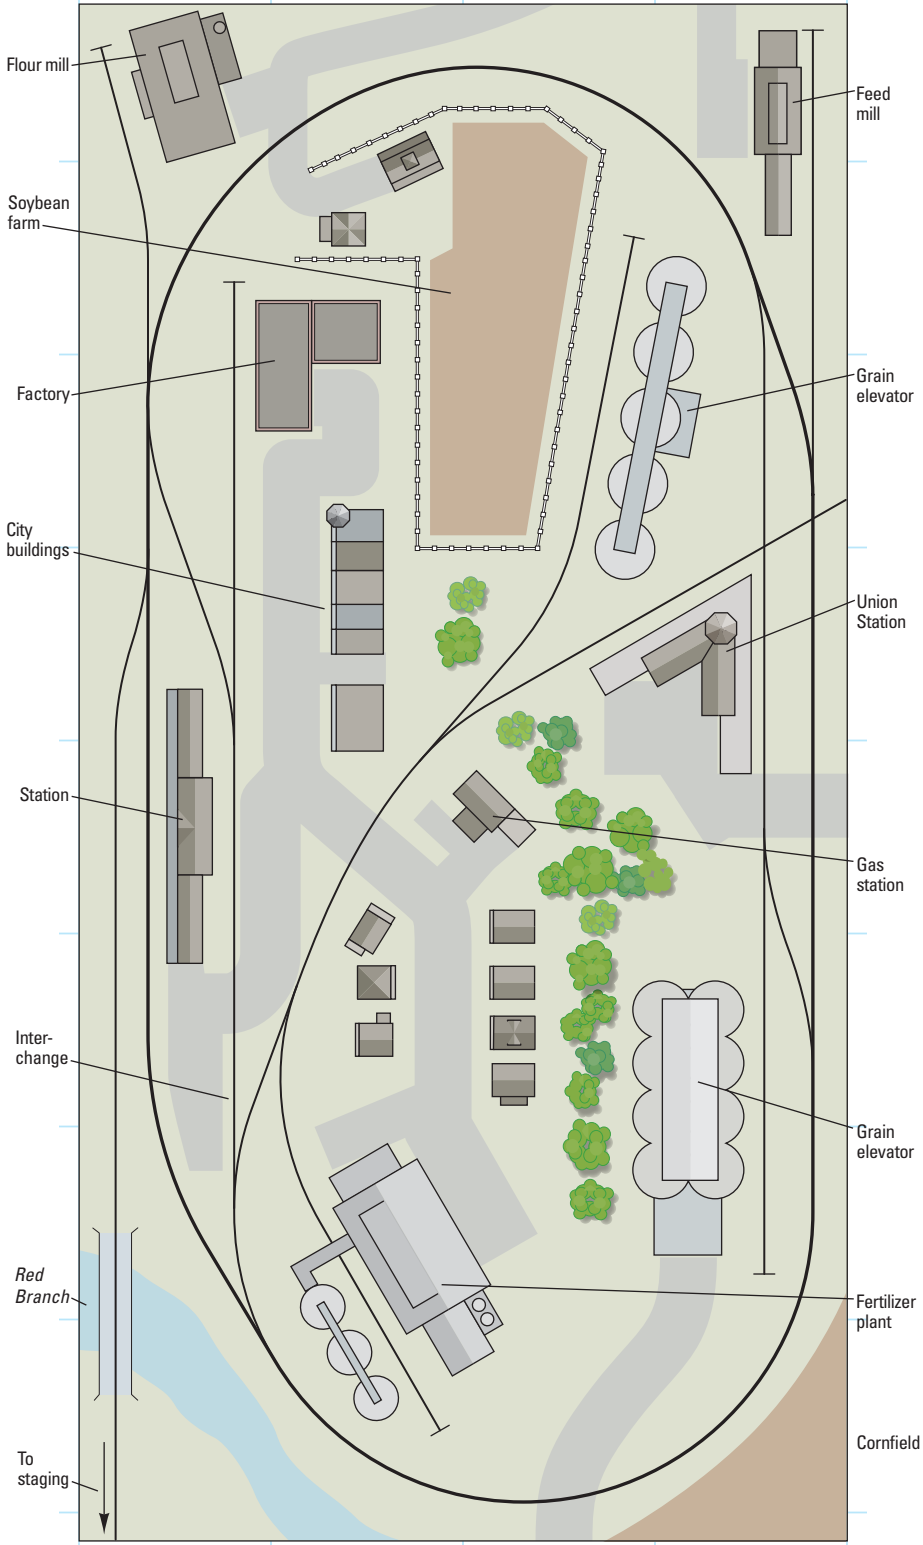 Flour mill
Feed
mill
Soybean
farm
Grain
elevator
Factory
City
buildings
Union
Station
Station
Gas
station
Inter-
change
Grain
elevator
Red
Branch
Fertilizer
plant
Cornfield
To
staging